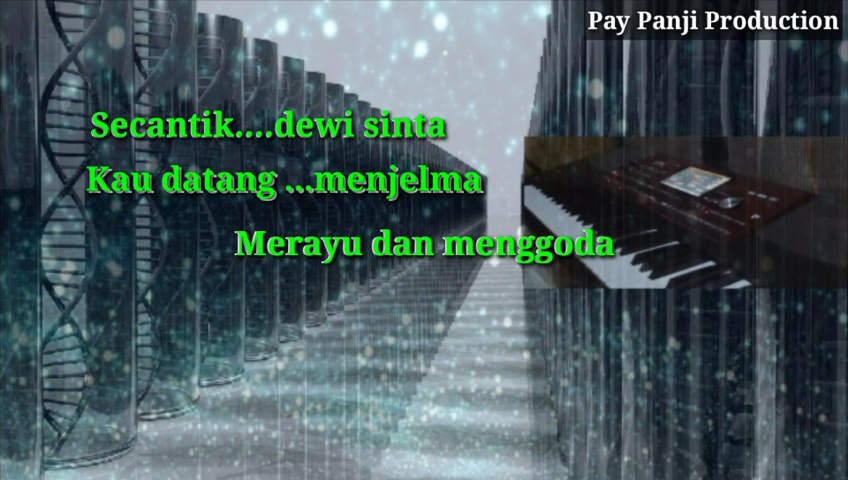 Pay Panji Production
Secantik....dewi sinta
Kau datang ...menjelma
Merayu dan menggoda